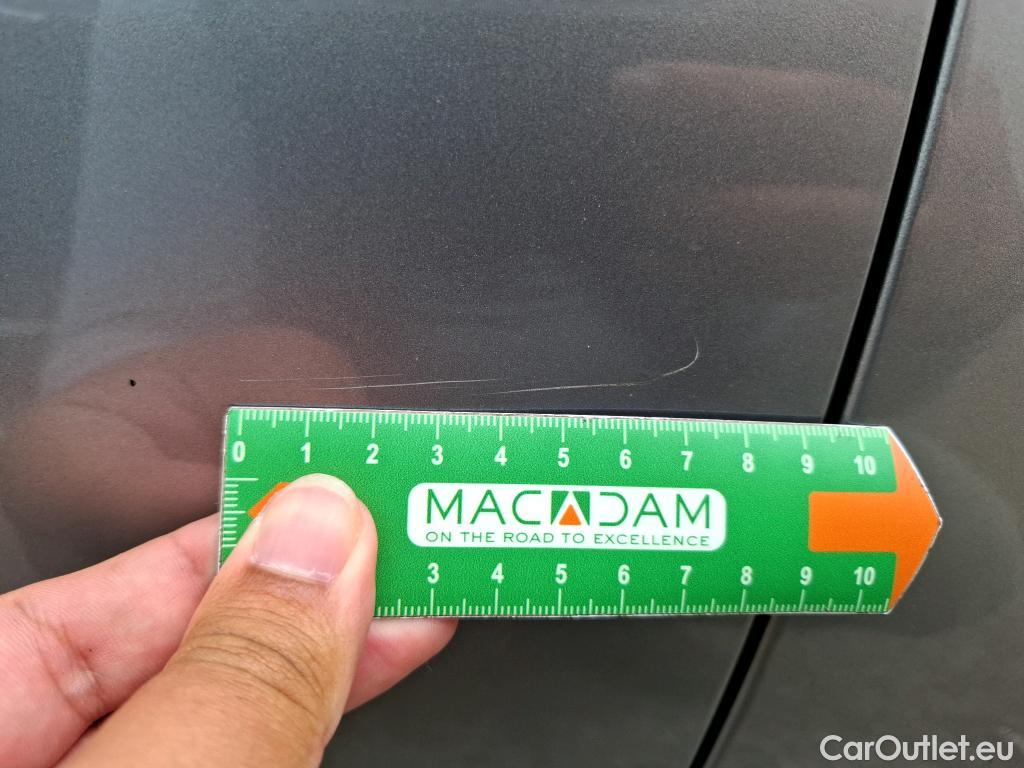 0 1 2 3 4 5 6 7 8 9 10
MACADAM
ON THE ROAD TO EXCELLENCE
3 4 5 6 7 8 9 10
CarOutlet.eu